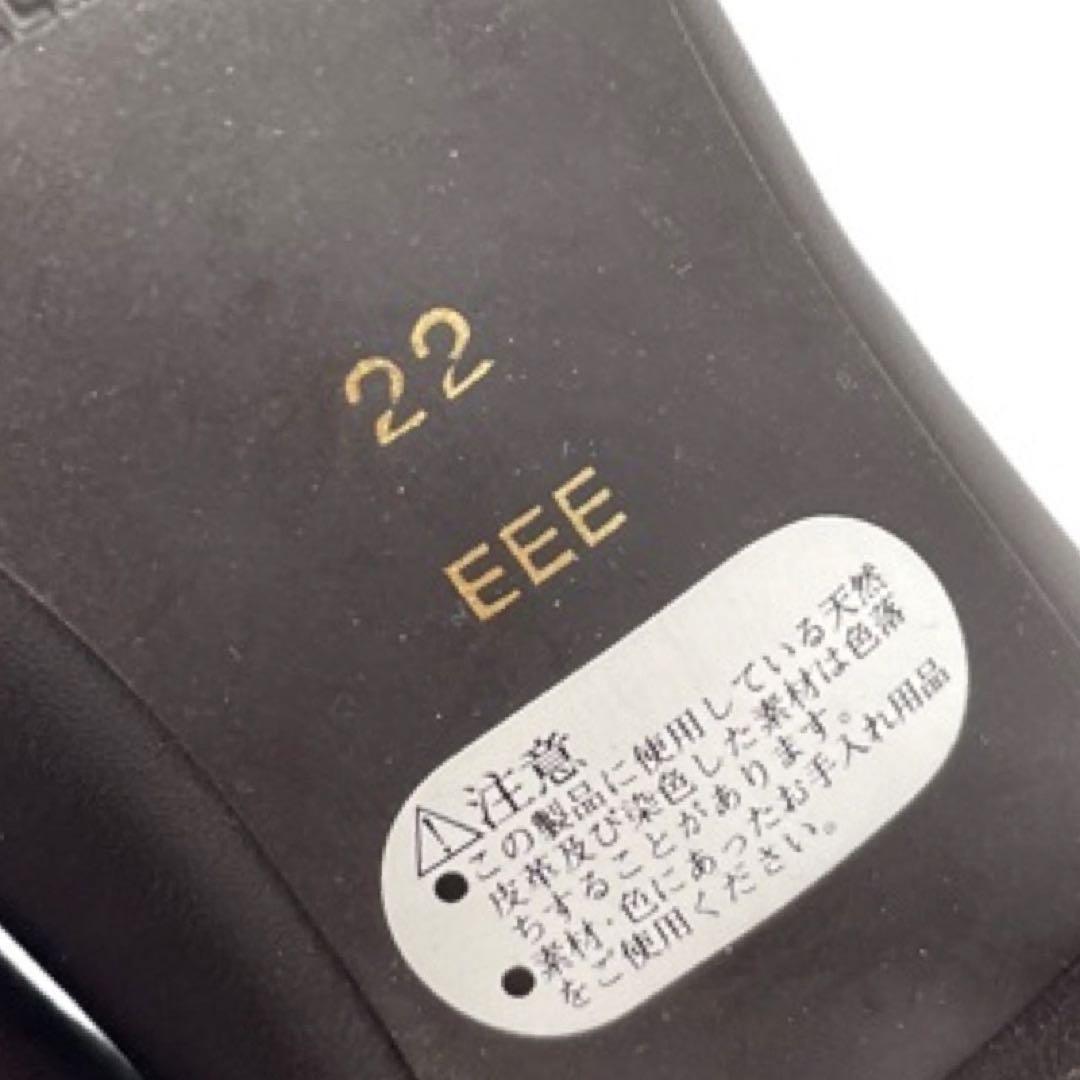 22
EEE
注意
●この製品に使用している天然
皮革及び染色した素材は色落
ちすることがあります。
●素材・色にあったお手入れ用品
をご使用ください。